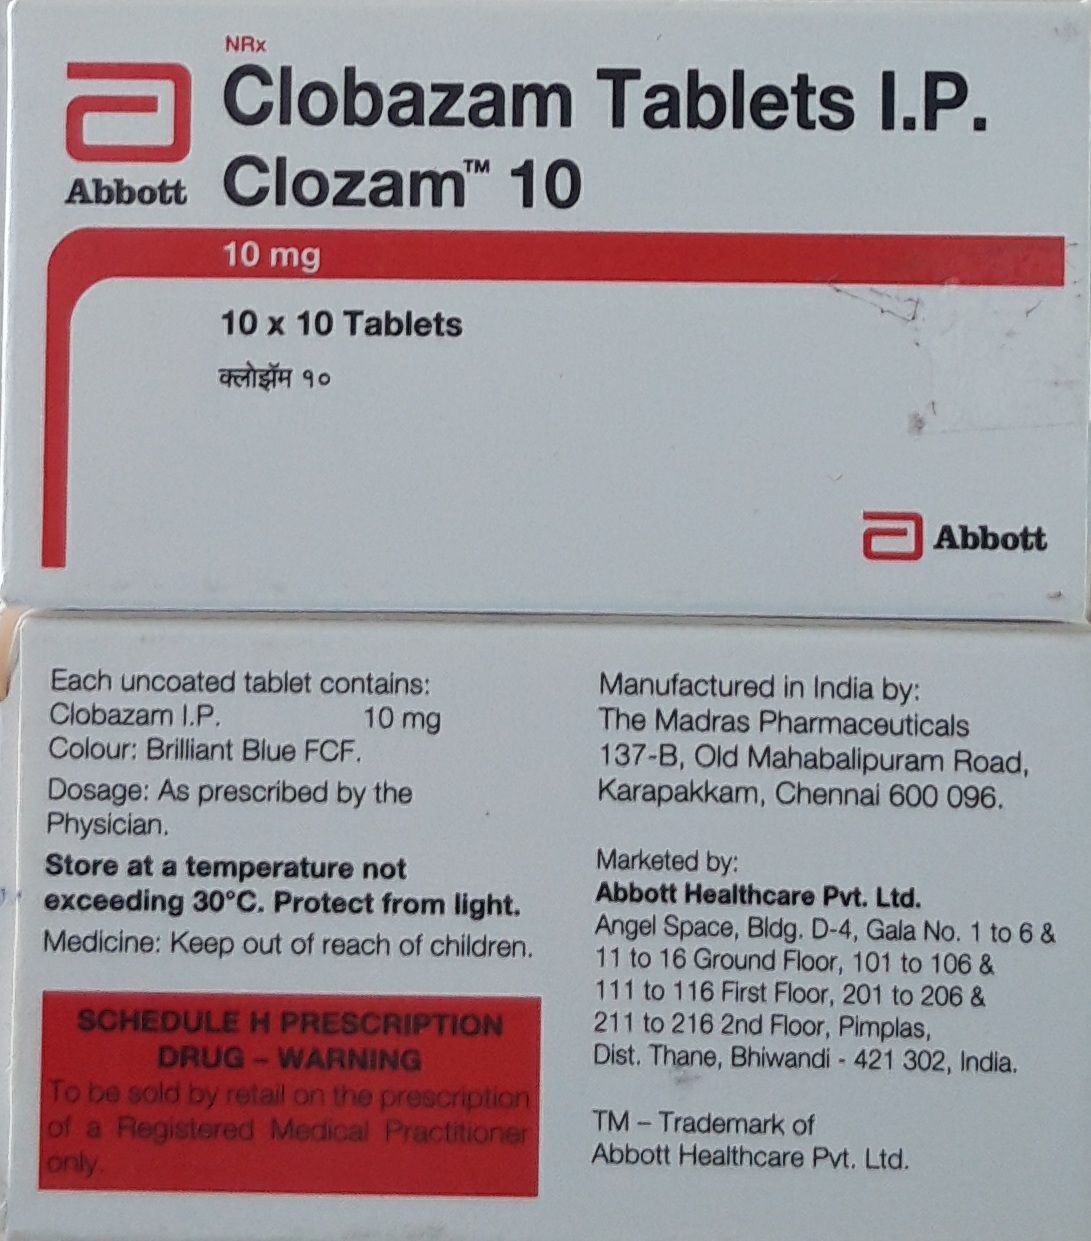 NRx
Clobazam Tablets I.P.
Abbott
Clozam™ 10
10 mg
10 x 10 Tablets
क्लोझॅम १०
Abbott
Each uncoated tablet contains:
Clobazam I.P. 10 mg
Colour: Brilliant Blue FCF.
Dosage: As prescribed by the
Physician.
Store at a temperature not
exceeding 30°C. Protect from light.
Medicine: Keep out of reach of children.
SCHEDULE H PRESCRIPTION
DRUG – WARNING
To be sold by retail on the prescription
of a Registered Medical Practitioner
only.
Manufactured in India by:
The Madras Pharmaceuticals
137-B, Old Mahabalipuram Road,
Karapakkam, Chennai 600 096.
Marketed by:
Abbott Healthcare Pvt. Ltd.
Angel Space, Bldg. D-4, Gala No. 1 to 6 &
11 to 16 Ground Floor, 101 to 106 &
111 to 116 First Floor, 201 to 206 &
211 to 216 2nd Floor, Pimplas,
Dist. Thane, Bhiwandi - 421 302, India.
TM – Trademark of
Abbott Healthcare Pvt. Ltd.